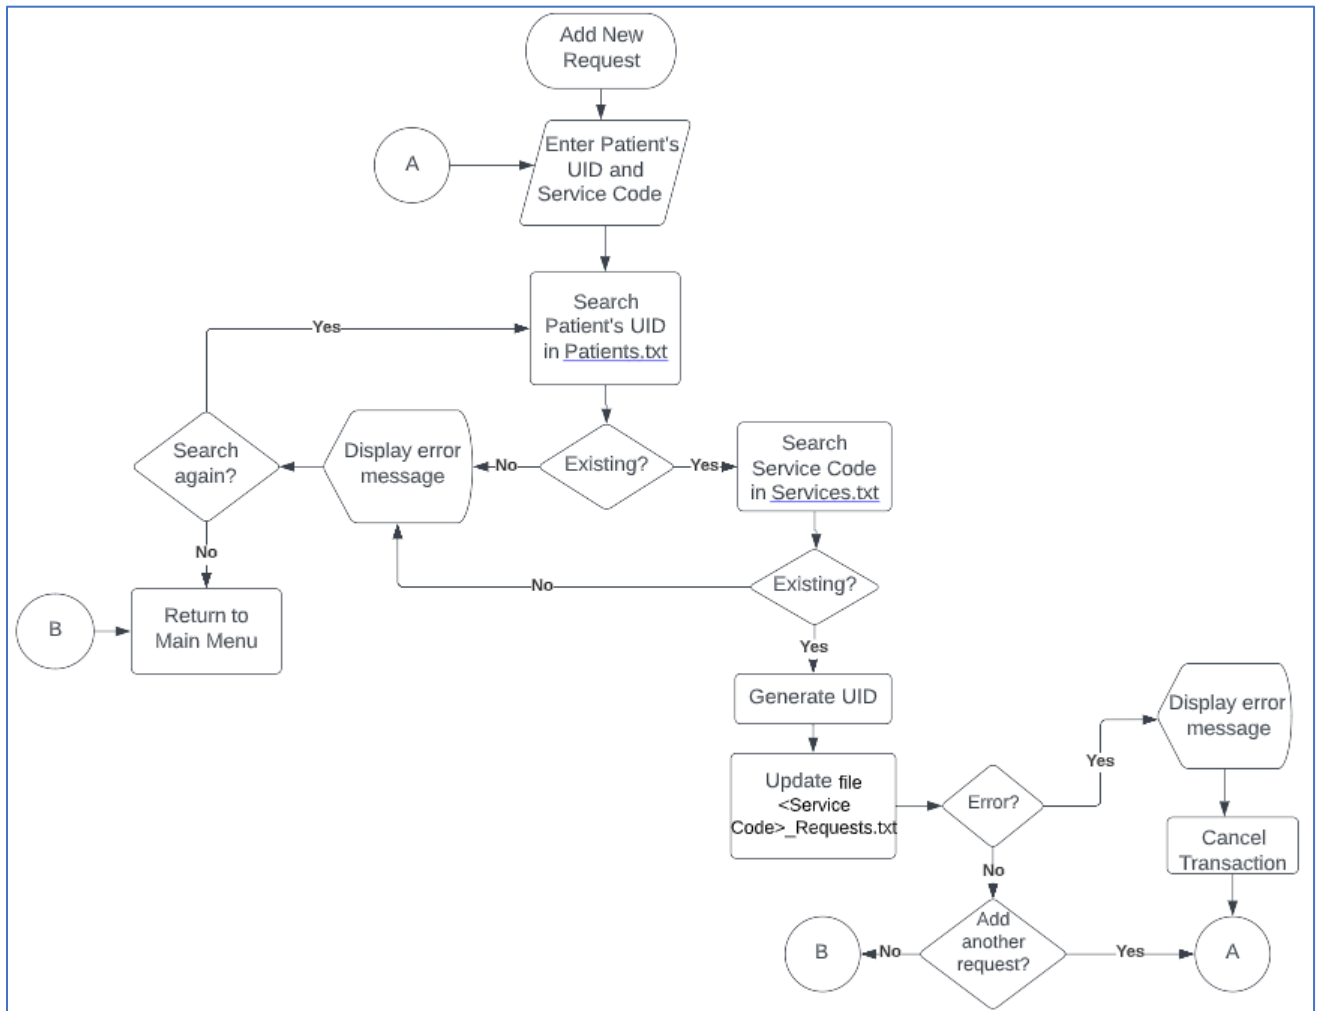 Add New
Request
A
Enter Patient's
UID and
Service Code
Search
Patient's UID
in Patients.txt
Yes
Search
again?
Display error
message
No
Existing?
Yes
Search
Service Code
in Services.txt
No
No
Existing?
B
Return to
Main Menu
Yes
Generate UID
Update file
<Service
Code>_Requests.txt
Error?
Yes
Display error
message
Cancel
Transaction
No
B
No
Add
another
request?
Yes
A